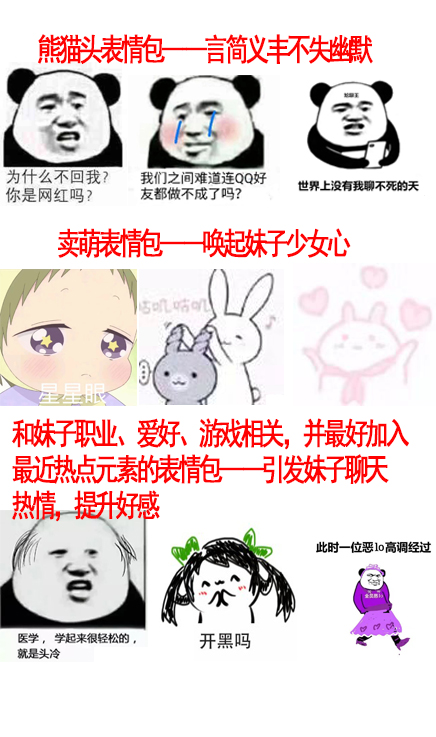 熊猫头表情包——言简义丰不失幽默
尬聊王
为什么不回我？
你是网红吗？
我们之间难道连QQ好
友都做不成了吗？
世界上没有我聊不死的天
卖萌表情包——唤起妹子少女心
咕叽咕叽
星星眼
和妹子职业、爱好、游戏相关，并最好加入
最近热点元素的表情包——引发妹子聊天
热情，提升好感
此时一位恶lo高调经过
医学，学起来很轻松的，
就是头冷
开黑吗